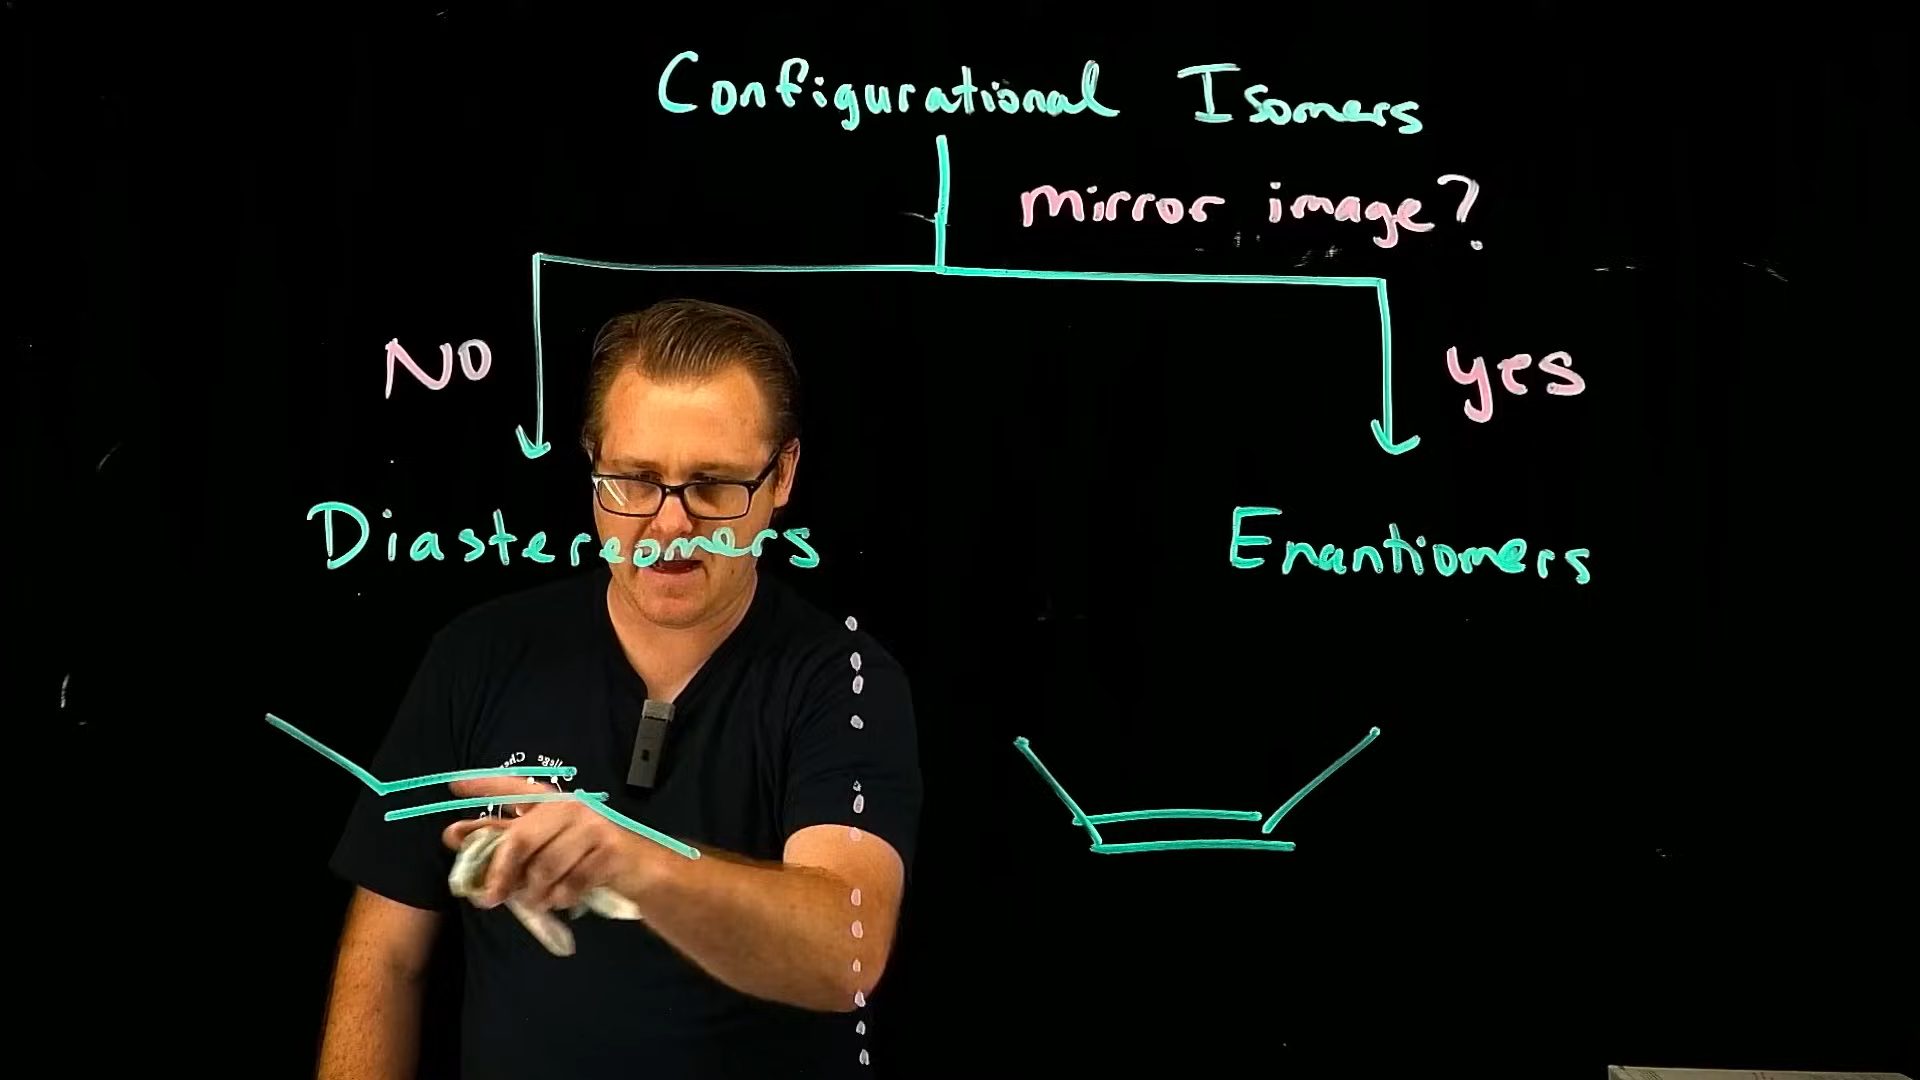 Configurational Isomers
mirror image?
NO
yes
Diastereomers
Enantiomers